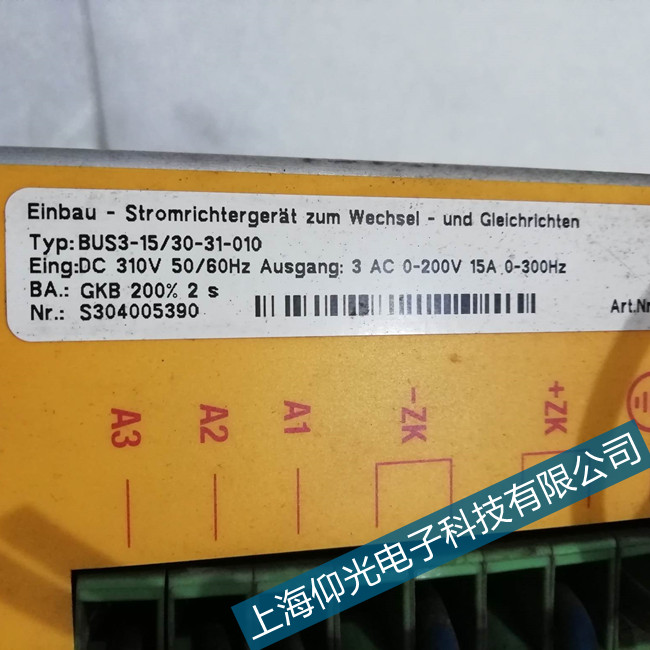 Einbau - Stromrichtergerät zum Wechsel - und Gleichrichten
Typ: BUS3-15/30-31-010
Eing:DC 310V 50/60Hz Ausgang: 3 AC 0-200V 15A 0-300Hz
BA.: GKB 200% 2 s
Nr.: S304005390
Art.Nr
A3 A2 A1 -ZK +ZK
上海仰光电子科技有限公司